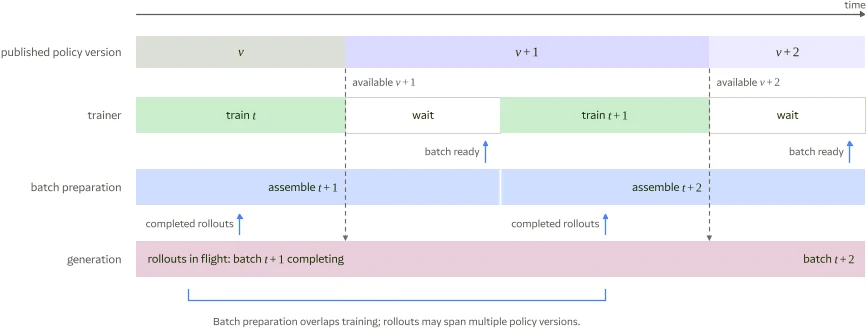 time
published policy version
v
v + 1
v + 2
available v + 1
available v + 2
trainer
train t
wait
train t + 1
wait
batch ready
batch ready
batch preparation
assemble t + 1
assemble t + 2
completed rollouts
completed rollouts
generation
rollouts in flight: batch t + 1 completing
batch t + 2
Batch preparation overlaps training; rollouts may span multiple policy versions.